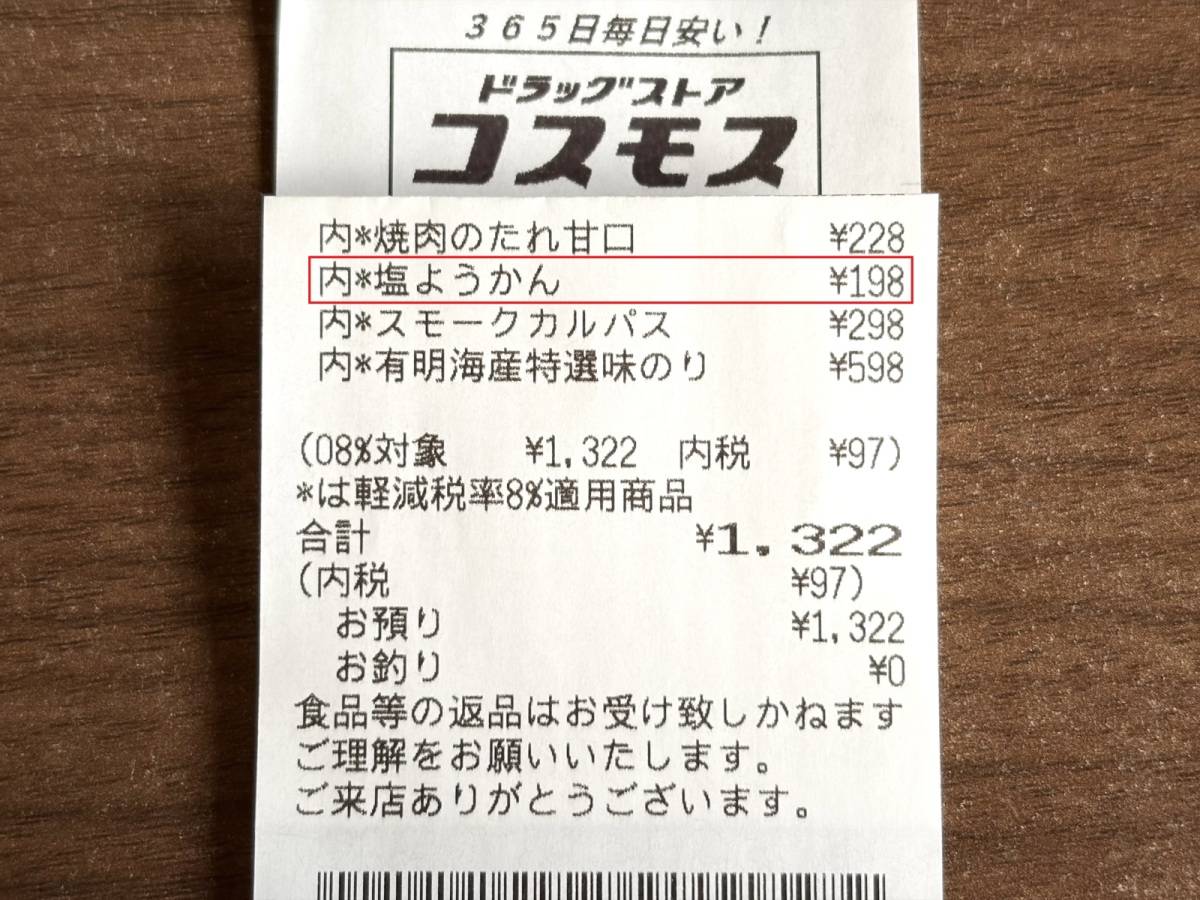 365日毎日安い!
ドラッグストア
コスモス
内*焼肉のたれ甘口 ¥228
内*塩ようかん ¥198
内*スモークカルパス ¥298
内*有明海産特選味のり ¥598
(08%対象 ¥1,322 内税 ¥97)
*は軽減税率8%適用商品
合計 ¥1,322
(内税 ¥97)
お預り ¥1,322
お釣り ¥0
食品等の返品はお受け致しかねます
ご理解をお願いいたします。
ご来店ありがとうございます。